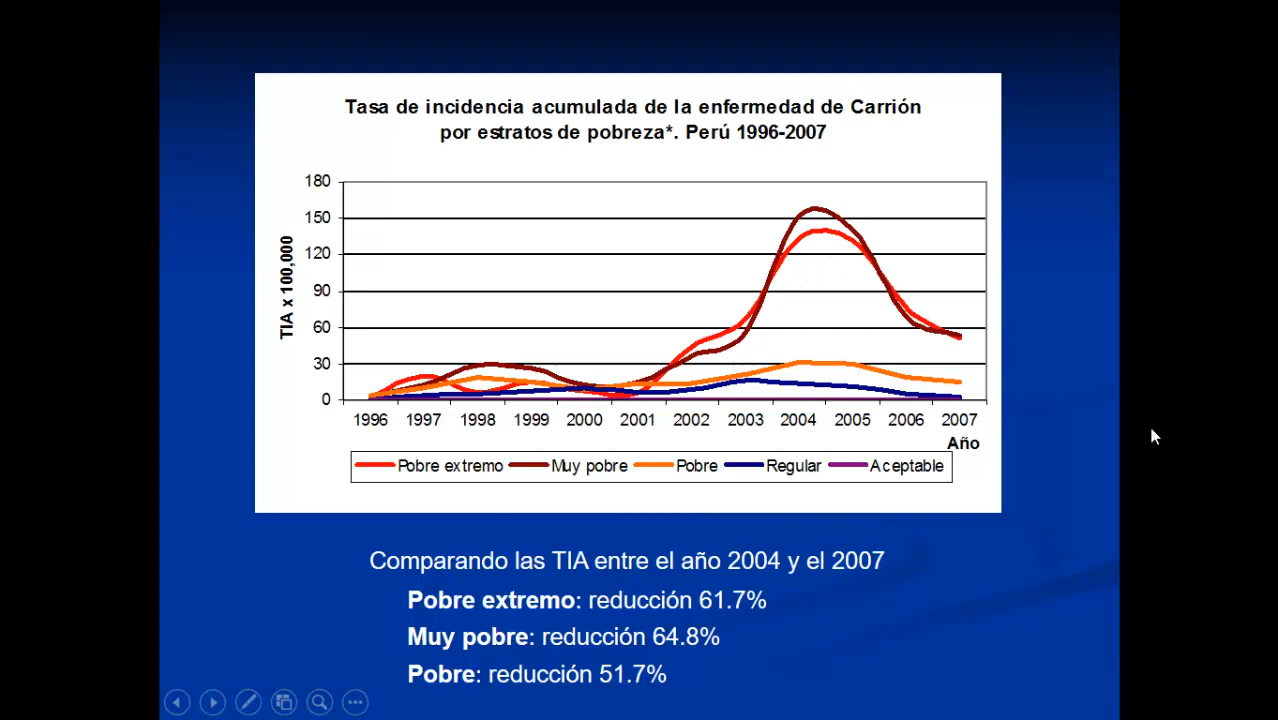 Tasa de incidencia acumulada de la enfermedad de Carrión
por estratos de pobreza*. Perú 1996-2007
180
150
120
90
60
30
0
TIA x 100,000
1996 1997 1998 1999 2000 2001 2002 2003 2004 2005 2006 2007
Año
Pobre extremo Muy pobre Pobre Regular Aceptable
Comparando las TIA entre el año 2004 y el 2007
Pobre extremo: reducción 61.7%
Muy pobre: reducción 64.8%
Pobre: reducción 51.7%